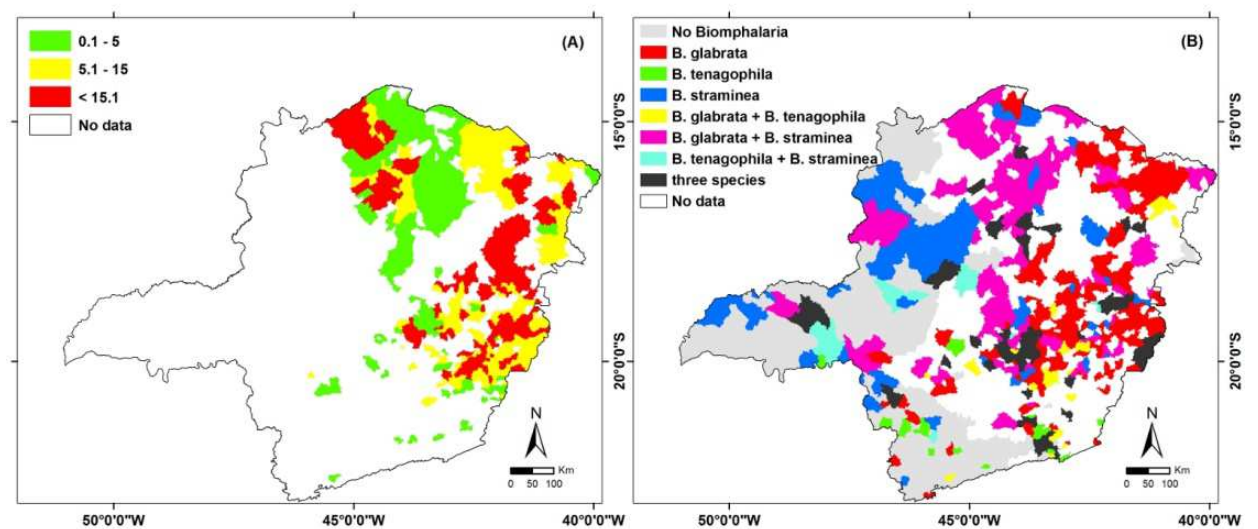 0.1 - 5
5.1 - 15
< 15.1
No data
(A)
15°0'0"S
20°0'0"S
N
0 50 100 Km
50°0'0"W
45°0'0"W
40°0'0"W
No Biomphalaria
B. glabrata
B. tenagophila
B. straminea
B. glabrata + B. tenagophila
B. glabrata + B. straminea
B. tenagophila + B. straminea
three species
No data
(B)
15°0'0"S
20°0'0"S
N
0 50 100 Km
50°0'0"W
45°0'0"W
40°0'0"W